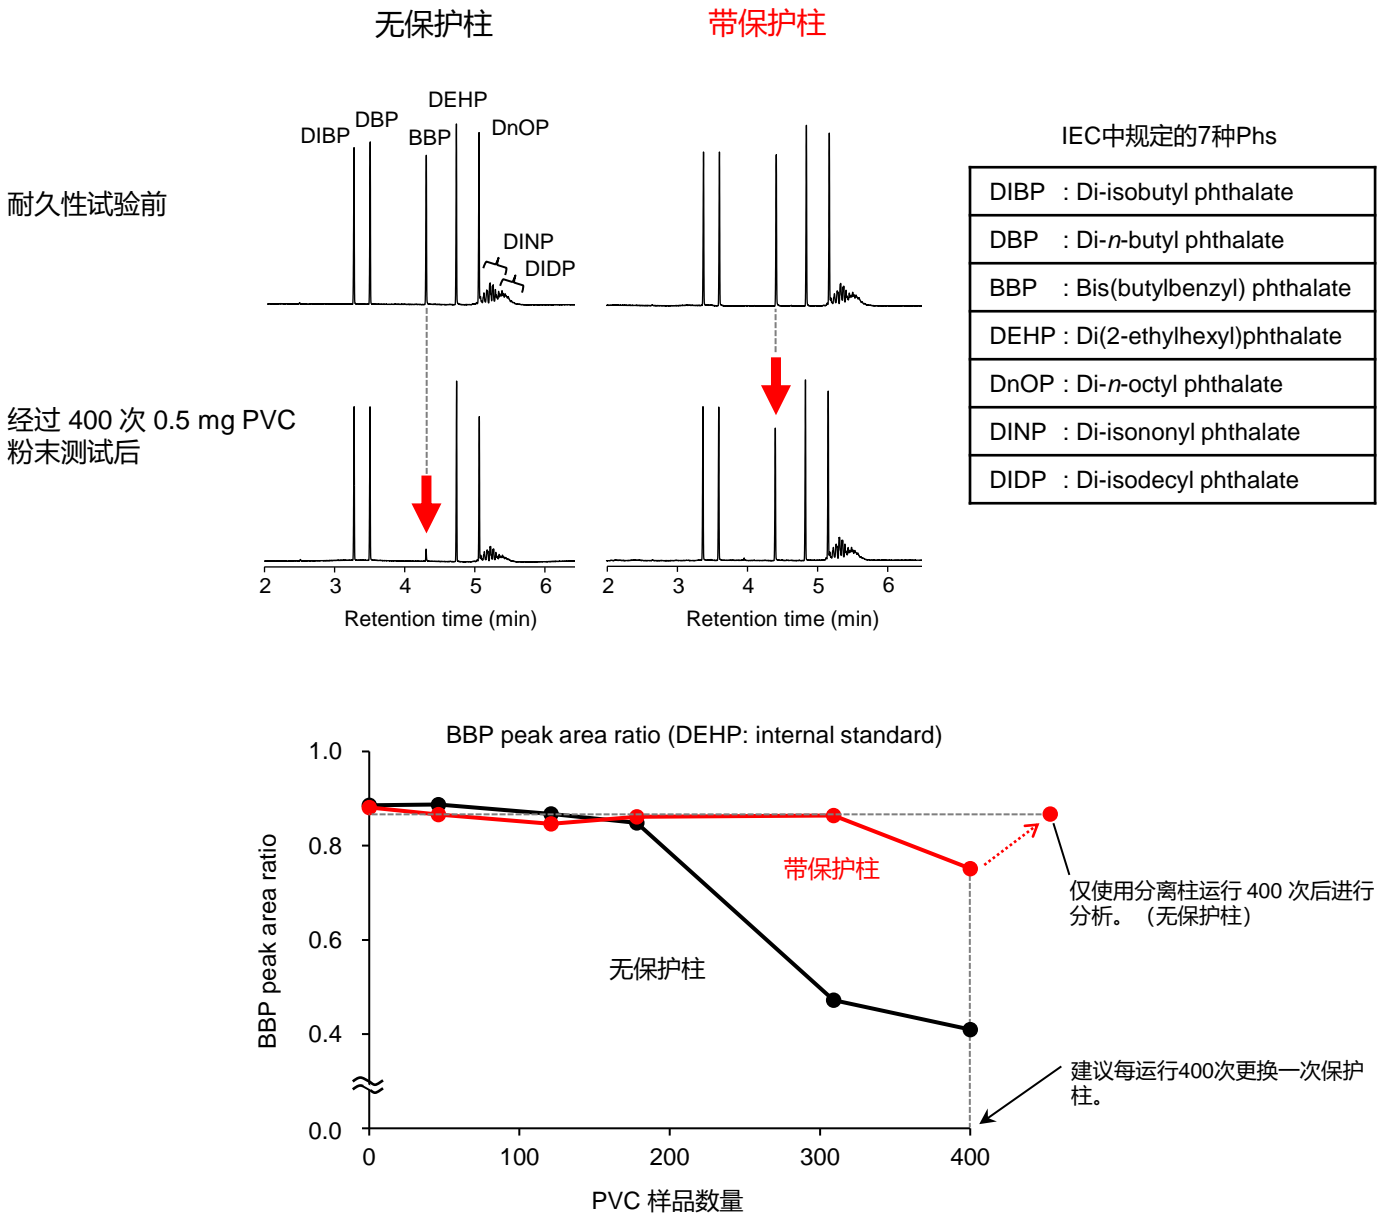 无保护柱
带保护柱
耐久性试验前
DIBP
DBP
BBP
DEHP
DnOP
DINP
DIDP
经过 400 次 0.5 mg PVC
粉末测试后
2 3 4 5 6
Retention time (min)
2 3 4 5 6
Retention time (min)
IEC中规定的7种Phs
DIBP : Di-isobutyl phthalate
DBP : Di-n-butyl phthalate
BBP : Bis(butylbenzyl) phthalate
DEHP : Di(2-ethylhexyl)phthalate
DnOP : Di-n-octyl phthalate
DINP : Di-isononyl phthalate
DIDP : Di-isodecyl phthalate
BBP peak area ratio (DEHP: internal standard)
BBP peak area ratio
1.0
0.8
0.6
0.4
0.0
带保护柱
无保护柱
仅使用分离柱运行 400 次后进行
分析。（无保护柱）
建议每运行400次更换一次保护
柱。
0 100 200 300 400
PVC 样品数量